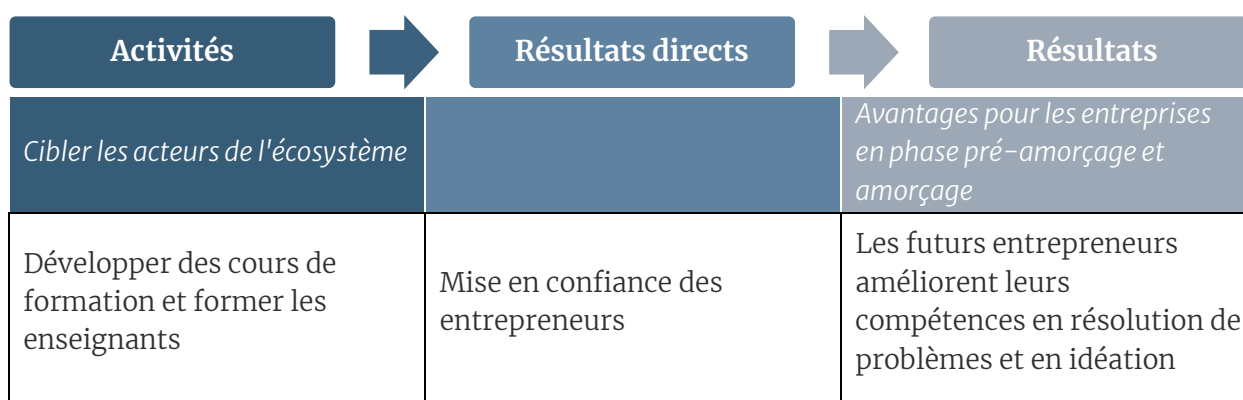 Activités
Résultats directs
Résultats
Cibler les acteurs de l'écosystème
Avantages pour les entreprises
en phase pré-amorçage et
amorçage
Développer des cours de
formation et former les
enseignants
Mise en confiance des
entrepreneurs
Les futurs entrepreneurs
améliorent leurs
compétences en résolution de
problèmes et en idéation